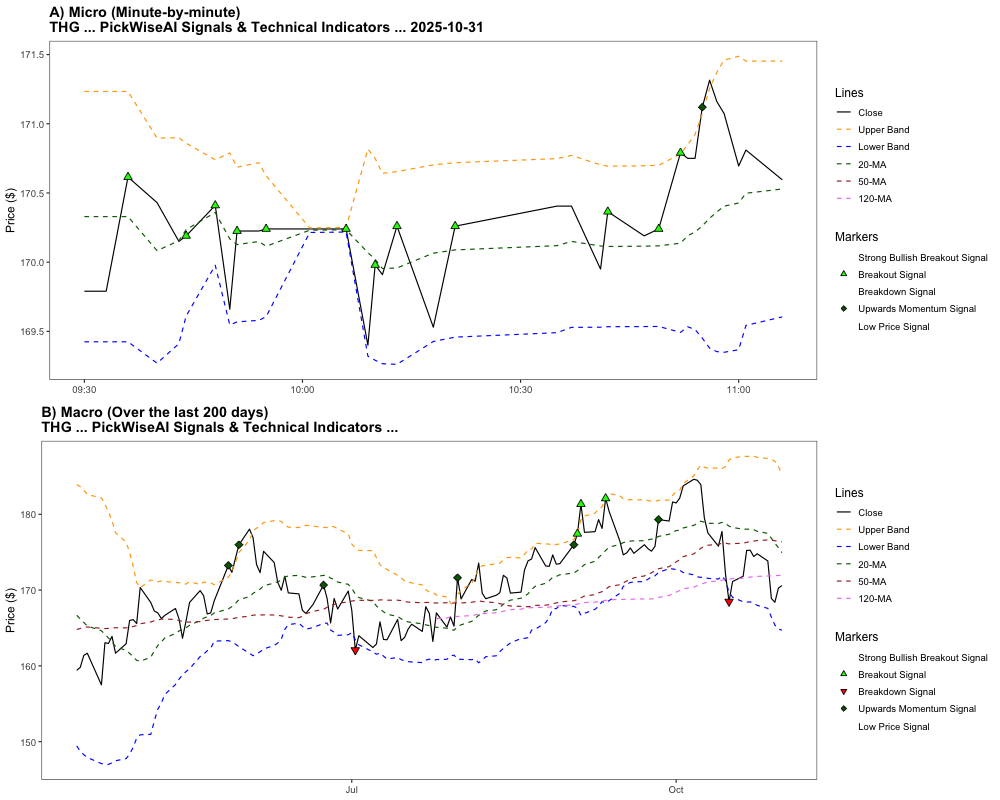 A) Micro (Minute-by-minute)
THG ... PickWiseAI Signals & Technical Indicators ... 2025-10-31
Price ($)
171.5
171.0
170.5
170.0
169.5
09:30
10:00
10:30
11:00
Lines
Close
Upper Band
Lower Band
20-MA
50-MA
120-MA
Markers
Strong Bullish Breakout Signal
Breakout Signal
Breakdown Signal
Upwards Momentum Signal
Low Price Signal
B) Macro (Over the last 200 days)
THG ... PickWiseAI Signals & Technical Indicators ...
Price ($)
180
170
160
150
Jul
Oct
Lines
Close
Upper Band
Lower Band
20-MA
50-MA
120-MA
Markers
Strong Bullish Breakout Signal
Breakout Signal
Breakdown Signal
Upwards Momentum Signal
Low Price Signal